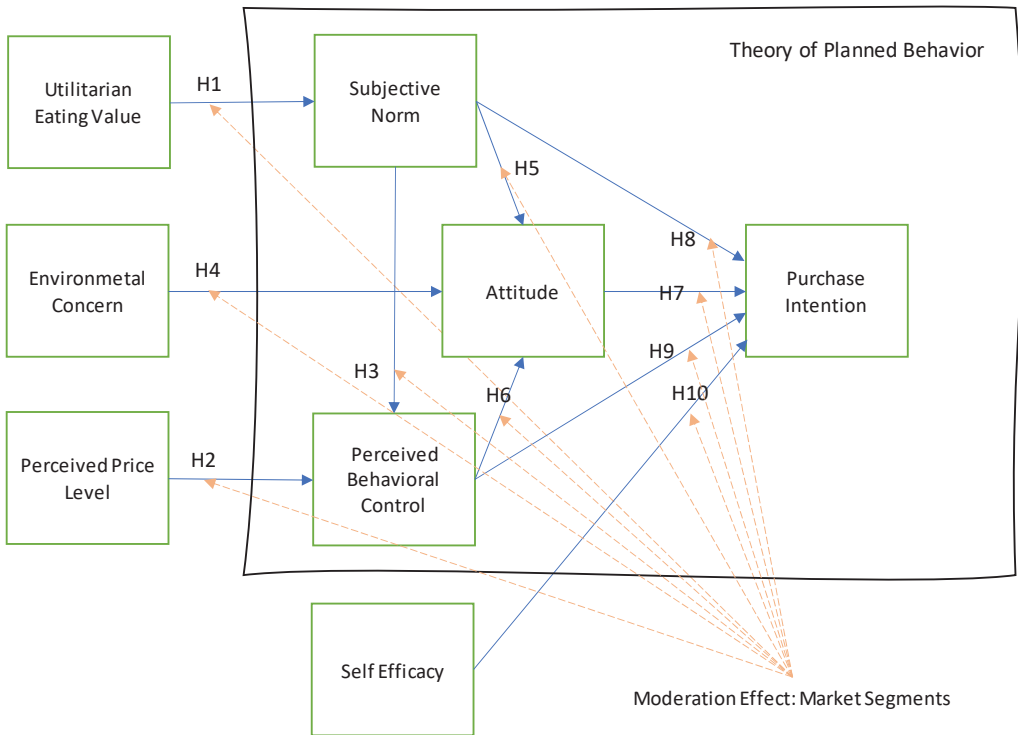 Theory of Planned Behavior
Utilitarian
Eating Value
H1
Subjective
Norm
H5
Environmetal
Concern
H4
Attitude
H8
H7
Purchase
Intention
H3
H9
H6
H10
Perceived Price
Level
H2
Perceived
Behavioral
Control
Self Efficacy
Moderation Effect: Market Segments